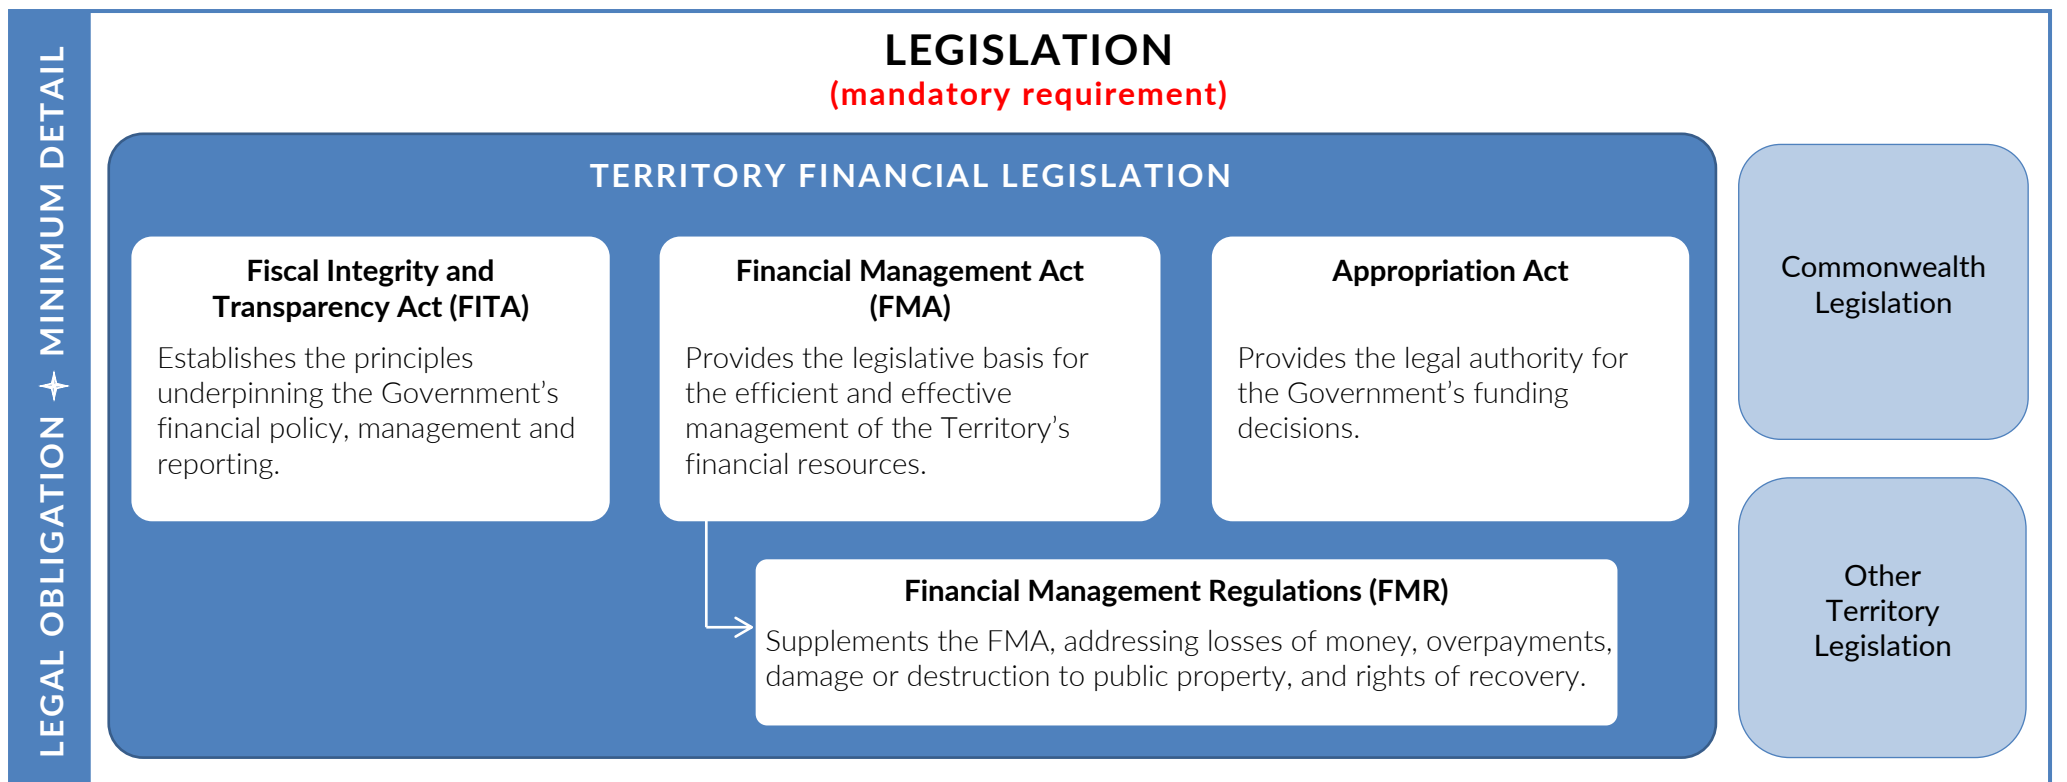 LEGISLATION
(mandatory requirement)
LEGAL OBLIGATION MINIMUM DETAIL
TERRITORY FINANCIAL LEGISLATION
Fiscal Integrity and
Transparency Act (FITA)
Establishes the principles
underpinning the Government’s
financial policy, management and
reporting.
Financial Management Act
(FMA)
Provides the legislative basis for
the efficient and effective
management of the Territory’s
financial resources.
Appropriation Act
Provides the legal authority for
the Government’s funding
decisions.
Financial Management Regulations (FMR)
Supplements the FMA, addressing losses of money, overpayments,
damage or destruction to public property, and rights of recovery.
Commonwealth
Legislation
Other
Territory
Legislation